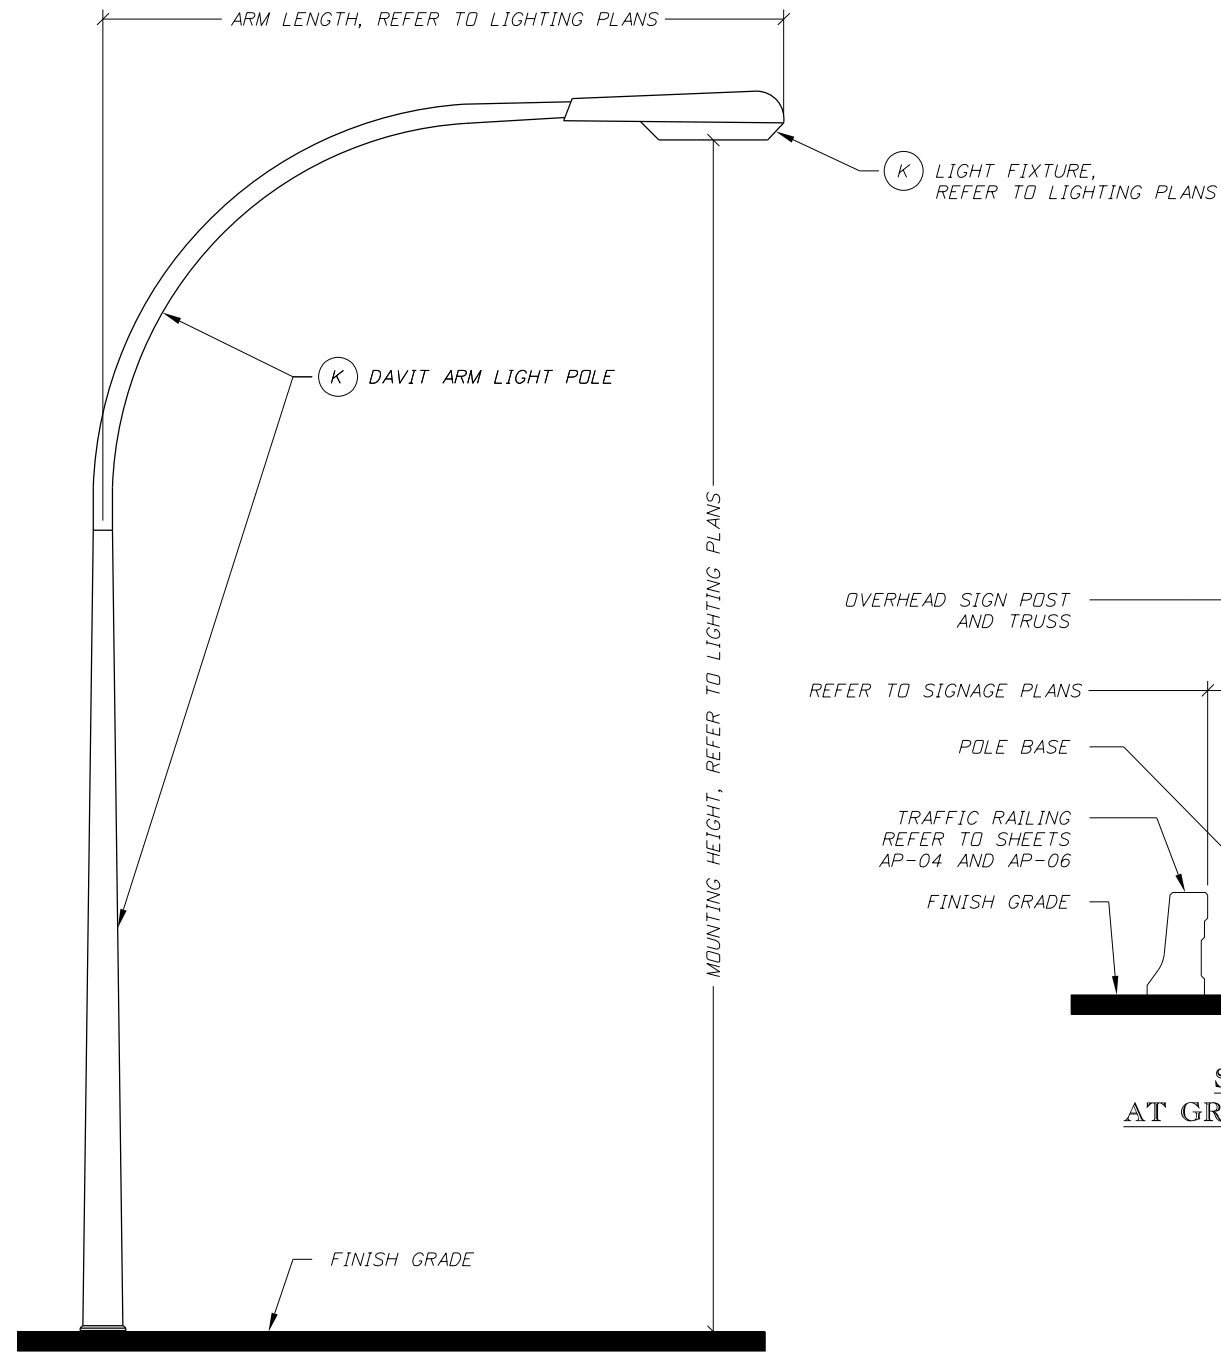 ARM LENGTH, REFER TO LIGHTING PLANS
K LIGHT FIXTURE,
REFER TO LIGHTING PLANS
K DAVIT ARM LIGHT POLE
MOUNTING HEIGHT, REFER TO LIGHTING PLANS
OVERHEAD SIGN POST
AND TRUSS
REFER TO SIGNAGE PLANS
POLE BASE
TRAFFIC RAILING
REFER TO SHEETS
AP-04 AND AP-06
FINISH GRADE
AT GR
FINISH GRADE